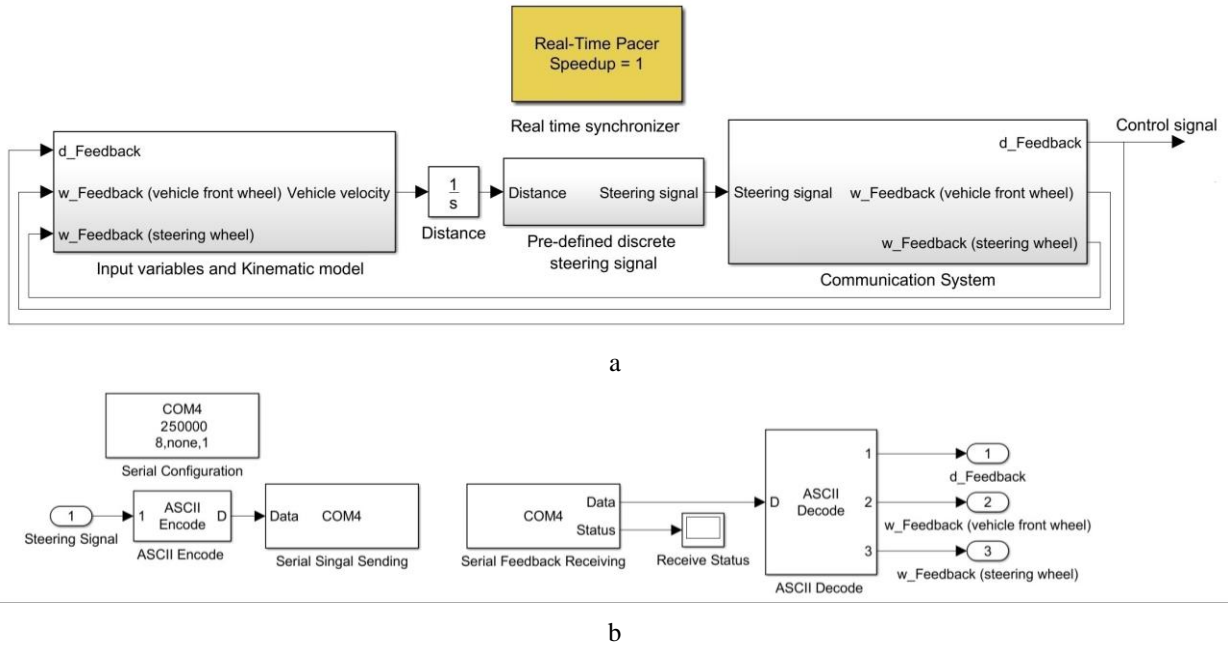 Real-Time Pacer
Speedup = 1
Real time synchronizer
Control signal
d_Feedback
w_Feedback (vehicle front wheel)
w_Feedback (steering wheel)
Vehicle velocity
Input variables and Kinematic model
1
s
Distance
Distance
Steering signal
Pre-defined discrete
steering signal
Steering signal
d_Feedback
w_Feedback (vehicle front wheel)
w_Feedback (steering wheel)
Communication System
a
COM4
250000
8,none,1
Serial Configuration
1
Steering Signal
1
ASCII
Encode
D
ASCII Encode
Data
COM4
Serial Singal Sending
COM4
Data
Status
Serial Feedback Receiving
Receive Status
D
ASCII
Decode
1
2
3
ASCII Decode
1
d_Feedback
2
w_Feedback (vehicle front wheel)
3
w_Feedback (steering wheel)
b